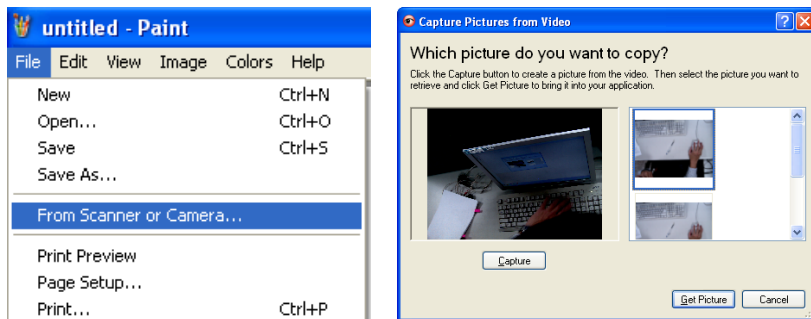 untitled - Paint
File Edit View Image Colors Help
New Ctrl+N
Open... Ctrl+O
Save Ctrl+S
Save As...
From Scanner or Camera...
Print Preview
Page Setup...
Print... Ctrl+P
Capture Pictures from Video
Which picture do you want to copy?
Click the Capture button to create a picture from the video. Then select the picture you want to
retrieve and click Get Picture to bring it into your application.
Capture
Get Picture Cancel